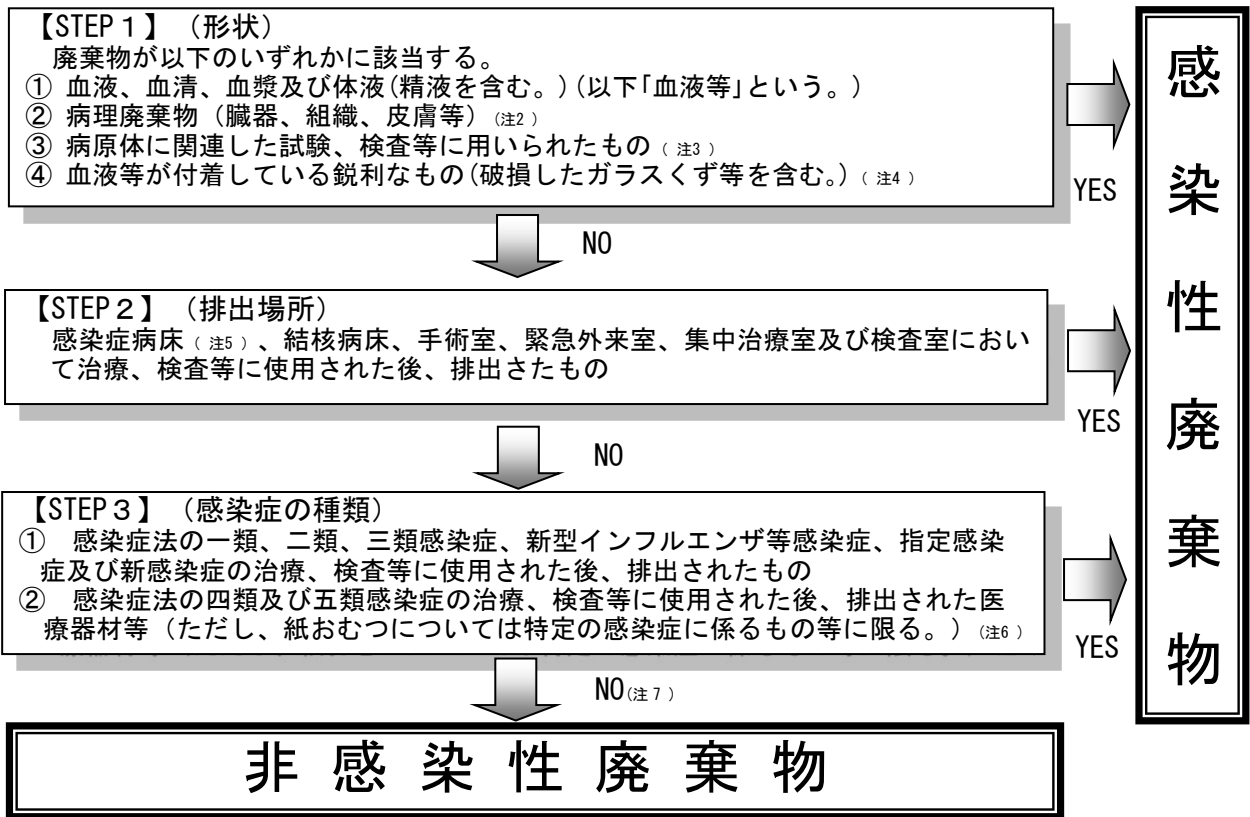 【STEP１】（形状）
廃棄物が以下のいずれかに該当する。
① 血液、血清、血漿及び体液(精液を含む。)(以下「血液等」という。)
② 病理廃棄物（臓器、組織、皮膚等）(注2 )
③ 病原体に関連した試験、検査等に用いられたもの（ 注3 ）
④ 血液等が付着している鋭利なもの(破損したガラスくず等を含む。)（ 注4 ）
YES
NO
【STEP２】（排出場所）
感染症病床（ 注5 ）、結核病床、手術室、緊急外来室、集中治療室及び検査室におい
て治療、検査等に使用された後、排出さたもの
YES
NO
【STEP３】（感染症の種類）
① 感染症法の一類、二類、三類感染症、新型インフルエンザ等感染症、指定感染
症及び新感染症の治療、検査等に使用された後、排出されたもの
② 感染症法の四類及び五類感染症の治療、検査等に使用された後、排出された医
療器材等（ただし、紙おむつについては特定の感染症に係るもの等に限る。）(注6 )
YES
NO(注７)
非感染性廃棄物
感染性廃棄物